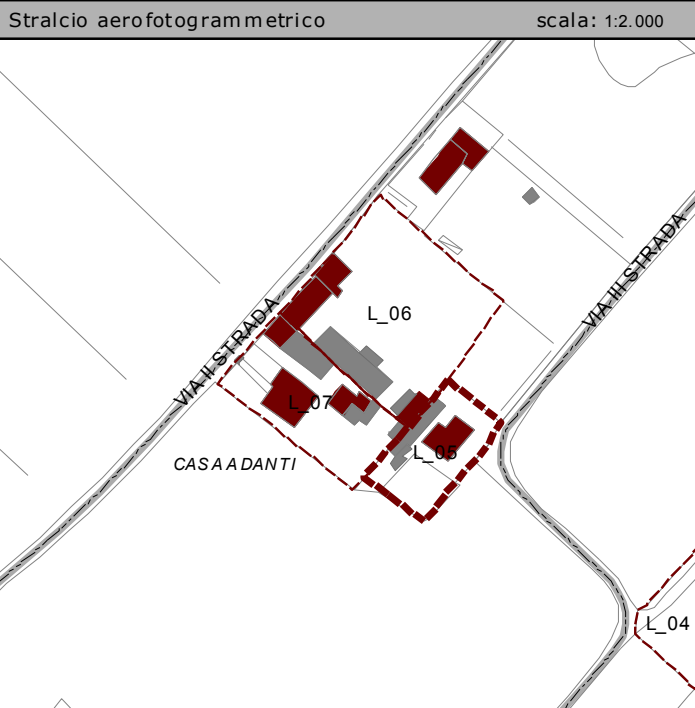 Stralcio aerofotogrammetrico
scala: 1:2.000
VIA III STRADA
L_06
VIA II STRADA
L_07
L_05
CASA ADANTI
L_04